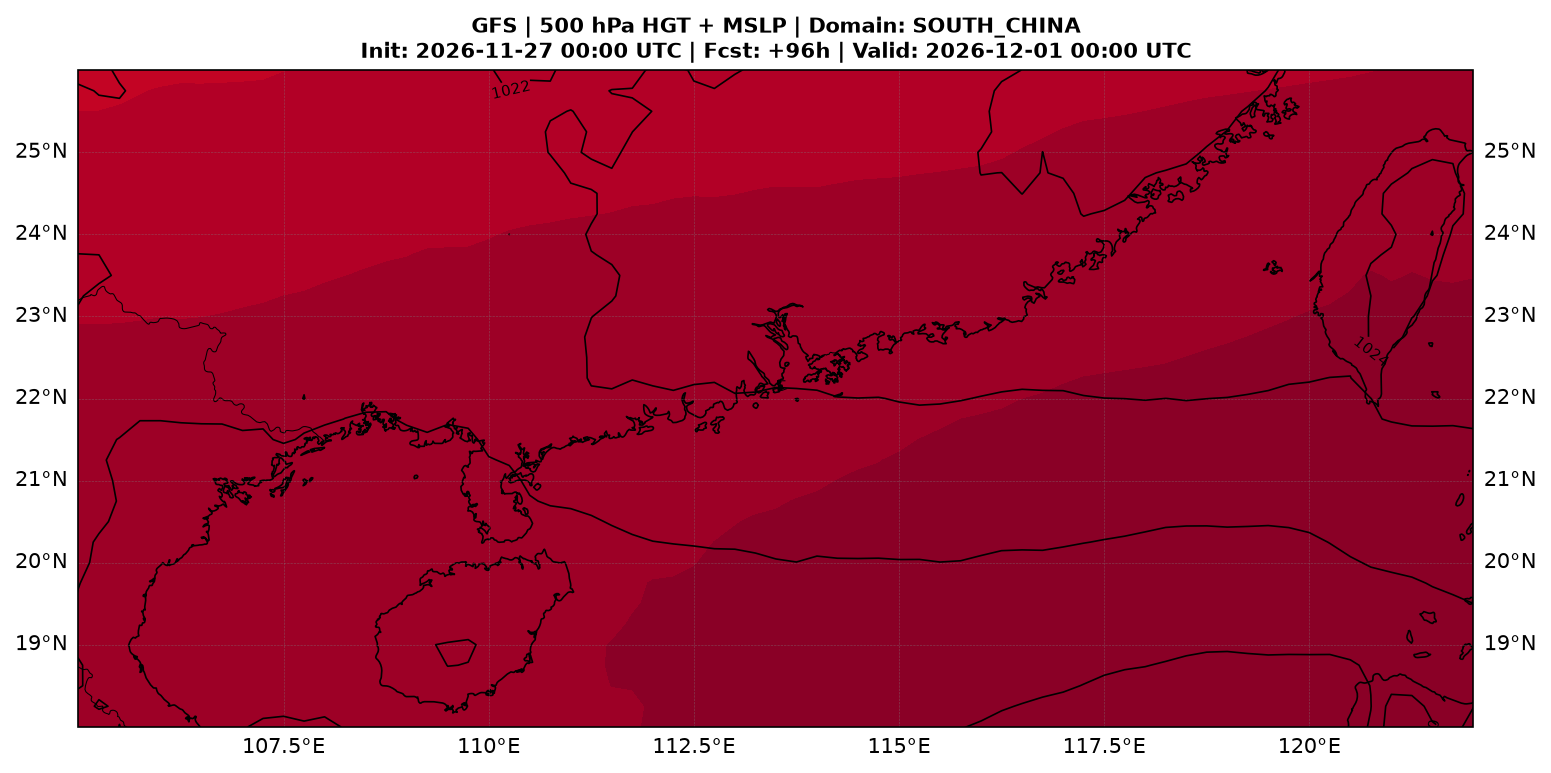 GFS | 500 hPa HGT + MSLP | Domain: SOUTH_CHINA
Init: 2026-11-27 00:00 UTC | Fcst: +96h | Valid: 2026-12-01 00:00 UTC
1022
25°N 25°N
24°N 24°N
23°N 23°N
1024
22°N 22°N
21°N 21°N
20°N 20°N
19°N 19°N
107.5°E 110°E 112.5°E 115°E 117.5°E 120°E